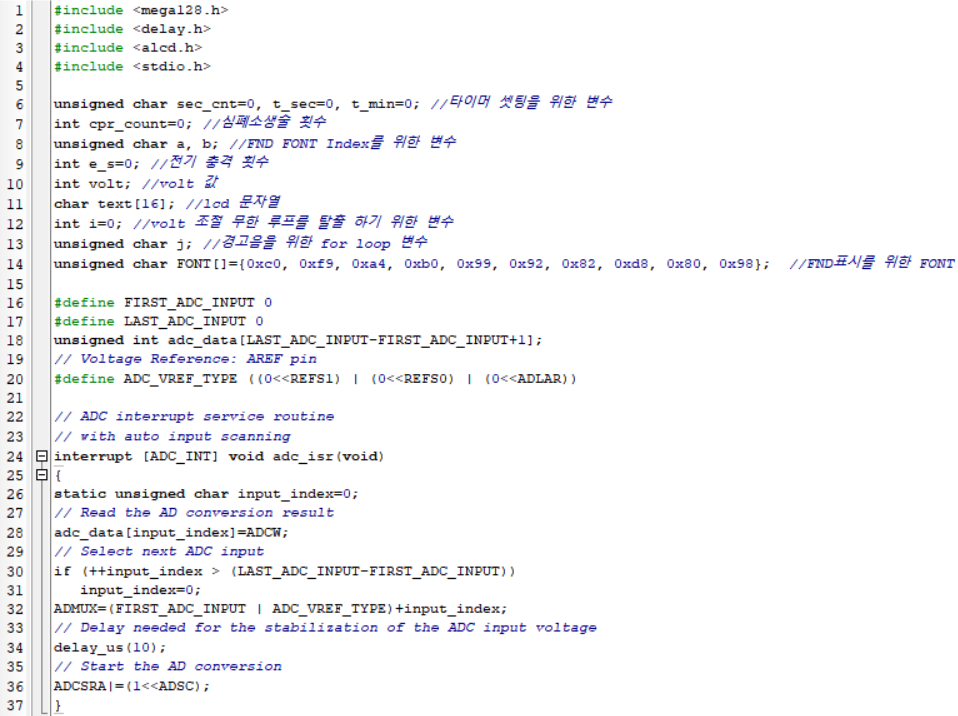 1 #include <mega128.h>
2 #include <delay.h>
3 #include <alcd.h>
4 #include <stdio.h>
5
6 unsigned char sec_cnt=0, t_sec=0, t_min=0; //타이머 셋팅을 위한 변수
7 int cpr_count=0; //심폐소생술 횟수
8 unsigned char a, b; //FND FONT Index를 위한 변수
9 int e_s=0; //전기 충격 횟수
10 int volt; //volt 값
11 char text[16]; //lcd 문자열
12 int i=0; //volt 조절 무한 루프를 탈출 하기 위한 변수
13 unsigned char j; //경고음을 위한 for loop 변수
14 unsigned char FONT[]={0xc0, 0xf9, 0xa4, 0xb0, 0x99, 0x92, 0x82, 0xd8, 0x80, 0x98}; //FND표시를 위한 FONT
15
16 #define FIRST_ADC_INPUT 0
17 #define LAST_ADC_INPUT 0
18 unsigned int adc_data[LAST_ADC_INPUT-FIRST_ADC_INPUT+1];
19 // Voltage Reference: AREF pin
20 #define ADC_VREF_TYPE ((0<<REFS1) | (0<<REFS0) | (0<<ADLAR))
21
22 // ADC interrupt service routine
23 // with auto input scanning
24 interrupt [ADC_INT] void adc_isr(void)
25 {
26 static unsigned char input_index=0;
27 // Read the AD conversion result
28 adc_data[input_index]=ADCW;
29 // Select next ADC input
30 if (++input_index > (LAST_ADC_INPUT-FIRST_ADC_INPUT))
31 input_index=0;
32 ADMUX=(FIRST_ADC_INPUT | ADC_VREF_TYPE)+input_index;
33 // Delay needed for the stabilization of the ADC input voltage
34 delay_us(10);
35 // Start the AD conversion
36 ADCSRA|=(1<<ADSC);
37 }